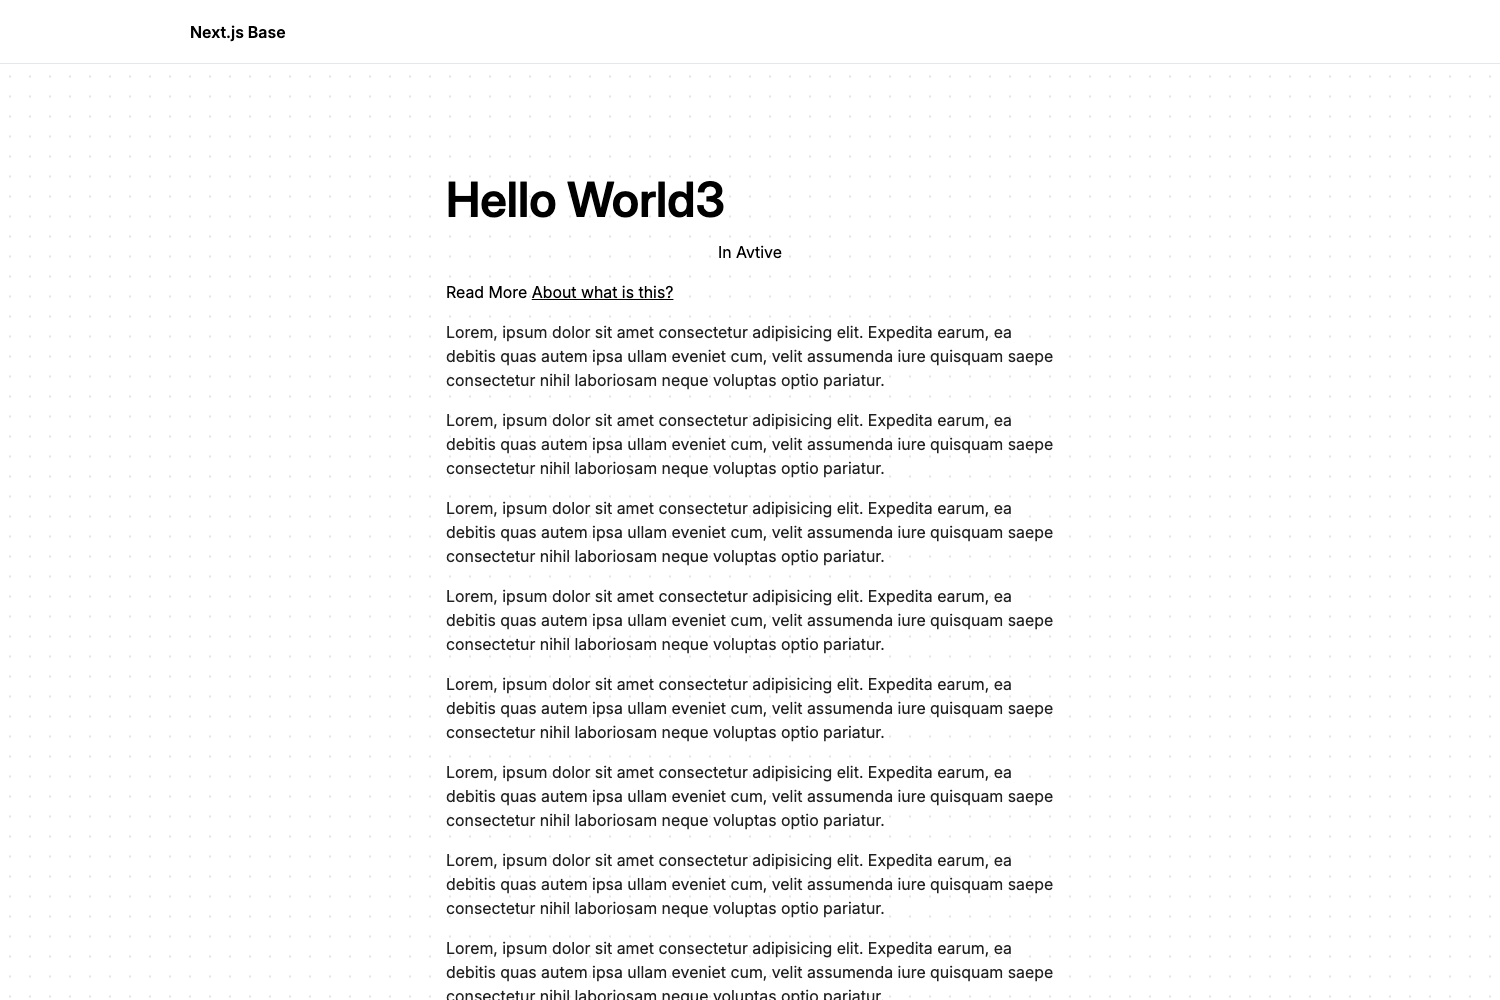 Next.js Base
Hello World3
In Avtive
Read More About what is this?
Lorem, ipsum dolor sit amet consectetur adipisicing elit. Expedita earum, ea
debitis quas autem ipsa ullam eveniet cum, velit assumenda iure quisquam saepe
consectetur nihil laboriosam neque voluptas optio pariatur.
Lorem, ipsum dolor sit amet consectetur adipisicing elit. Expedita earum, ea
debitis quas autem ipsa ullam eveniet cum, velit assumenda iure quisquam saepe
consectetur nihil laboriosam neque voluptas optio pariatur.
Lorem, ipsum dolor sit amet consectetur adipisicing elit. Expedita earum, ea
debitis quas autem ipsa ullam eveniet cum, velit assumenda iure quisquam saepe
consectetur nihil laboriosam neque voluptas optio pariatur.
Lorem, ipsum dolor sit amet consectetur adipisicing elit. Expedita earum, ea
debitis quas autem ipsa ullam eveniet cum, velit assumenda iure quisquam saepe
consectetur nihil laboriosam neque voluptas optio pariatur.
Lorem, ipsum dolor sit amet consectetur adipisicing elit. Expedita earum, ea
debitis quas autem ipsa ullam eveniet cum, velit assumenda iure quisquam saepe
consectetur nihil laboriosam neque voluptas optio pariatur.
Lorem, ipsum dolor sit amet consectetur adipisicing elit. Expedita earum, ea
debitis quas autem ipsa ullam eveniet cum, velit assumenda iure quisquam saepe
consectetur nihil laboriosam neque voluptas optio pariatur.
Lorem, ipsum dolor sit amet consectetur adipisicing elit. Expedita earum, ea
debitis quas autem ipsa ullam eveniet cum, velit assumenda iure quisquam saepe
consectetur nihil laboriosam neque voluptas optio pariatur.
Lorem, ipsum dolor sit amet consectetur adipisicing elit. Expedita earum, ea
debitis quas autem ipsa ullam eveniet cum, velit assumenda iure quisquam saepe
consectetur nihil laboriosam neque voluptas optio pariatur.